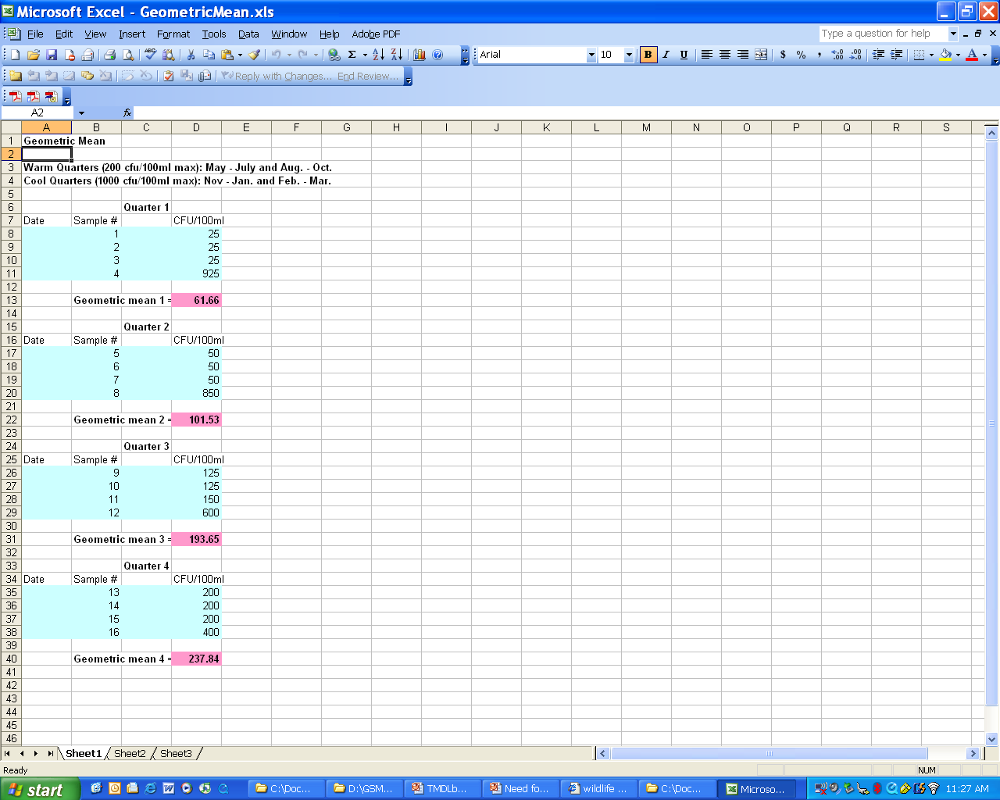 Microsoft Excel - GeometricMean.xls
File Edit View Insert Format Tools Data Window Help Adobe PDF Type a question for help
Arial 10 B I U $ % ,
Reply with Changes... End Review...
A2 fx
A B C D E F G H I J K L M N O P Q R S
1 Geometric Mean
2
3 Warm Quarters (200 cfu/100ml max): May - July and Aug. - Oct.
4 Cool Quarters (1000 cfu/100ml max): Nov - Jan. and Feb. - Mar.
5
6 Quarter 1
7 Date Sample # CFU/100ml
8 1 25
9 2 25
10 3 25
11 4 925
12
13 Geometric mean 1 = 61.66
14
15 Quarter 2
16 Date Sample # CFU/100ml
17 5 50
18 6 50
19 7 50
20 8 850
21
22 Geometric mean 2 = 101.53
23
24 Quarter 3
25 Date Sample # CFU/100ml
26 9 125
27 10 125
28 11 150
29 12 600
30
31 Geometric mean 3 = 193.65
32
33 Quarter 4
34 Date Sample # CFU/100ml
35 13 200
36 14 200
37 15 200
38 16 400
39
40 Geometric mean 4 = 237.84
41
42
43
44
45
46
Sheet1 Sheet2 Sheet3
Ready NUM
start C:\Doc... D:\GSM... TMDLb... Need fo... wildlife ... C:\Doc... Microso... 11:27 AM